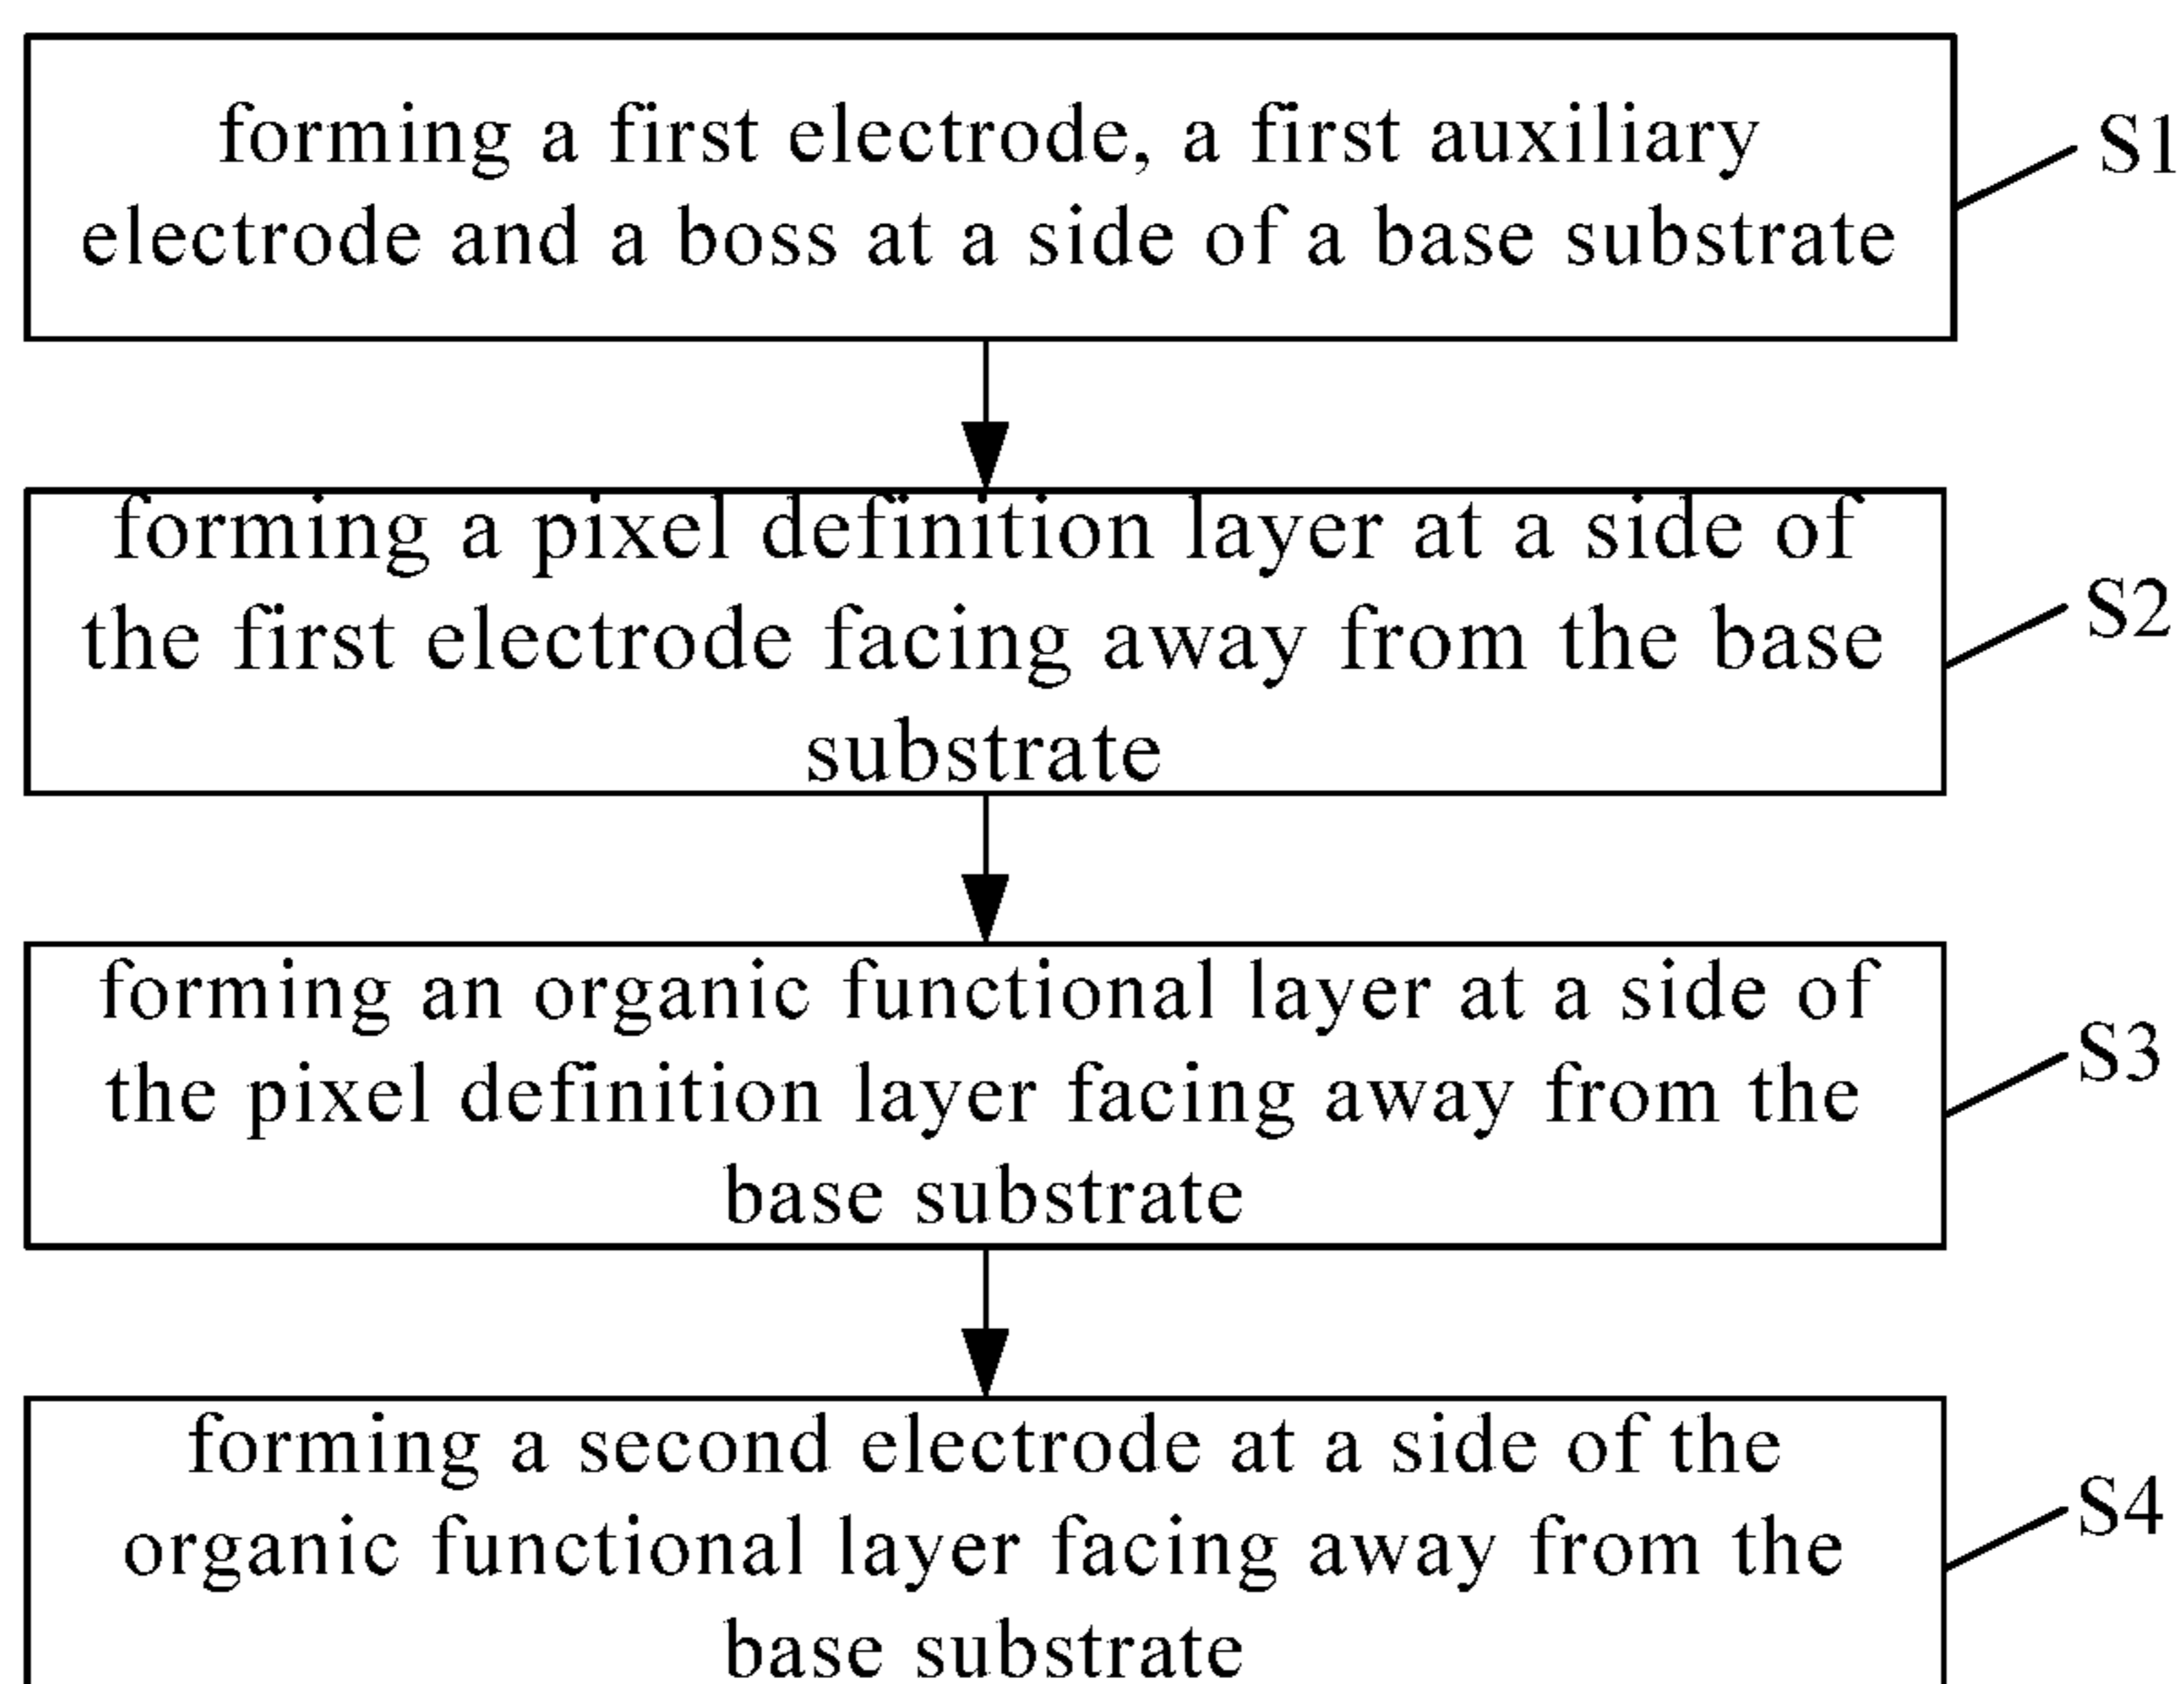 forming a first electrode, a first auxiliary
electrode and a boss at a side of a base substrate
S1
forming a pixel definition layer at a side of
the first electrode facing away from the base
substrate
S2
forming an organic functional layer at a side of
the pixel definition layer facing away from the
base substrate
S3
forming a second electrode at a side of the
organic functional layer facing away from the
base substrate
S4